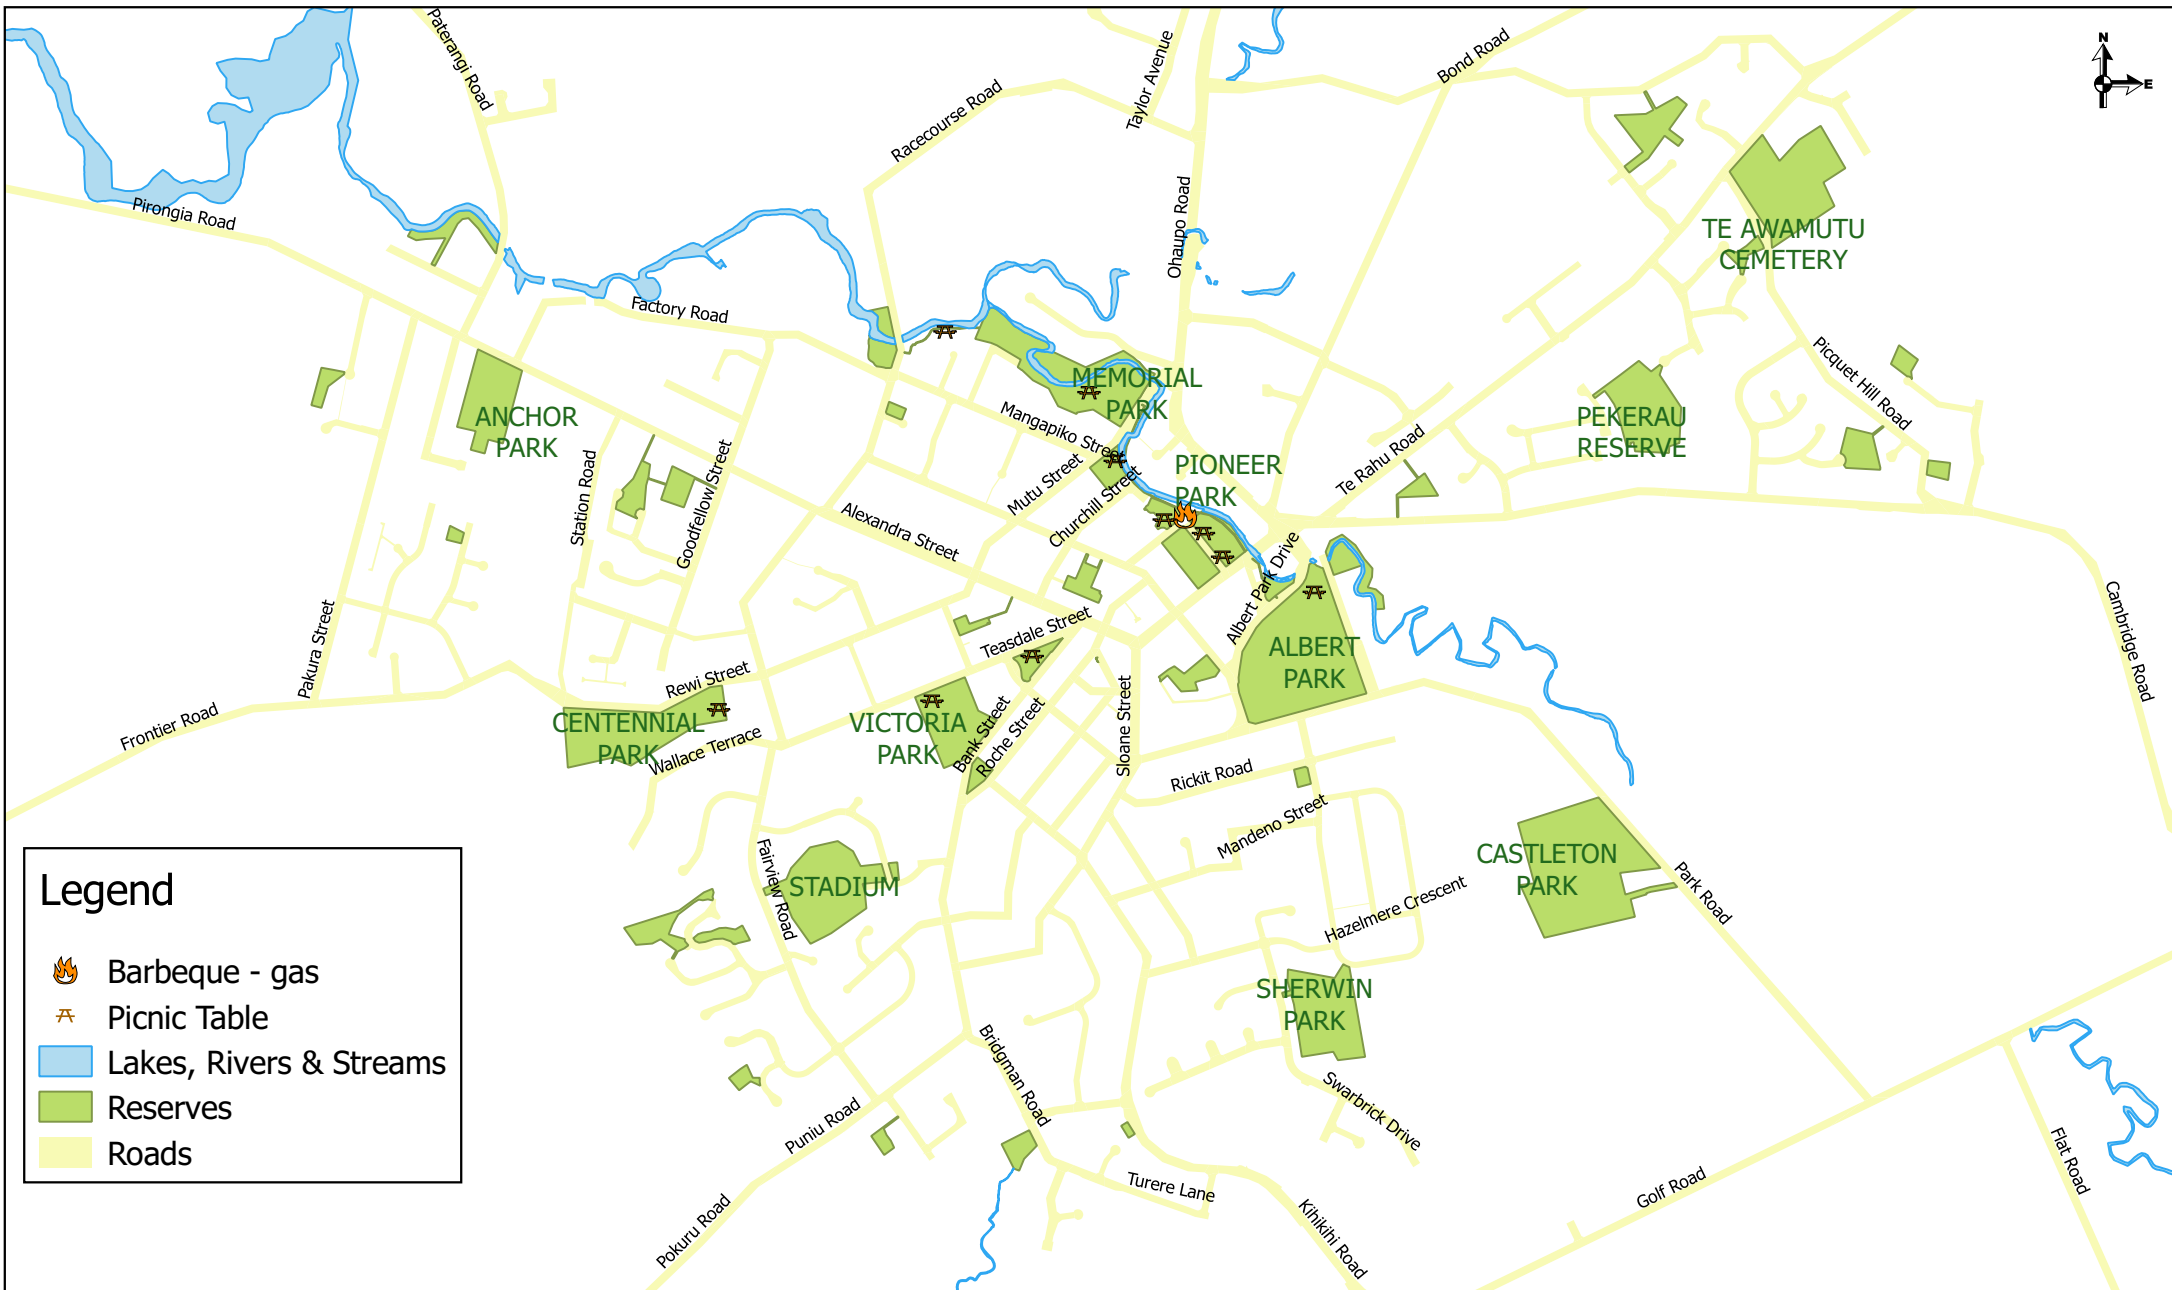 Paterangi Road
Taylor Avenue
Bond Road
N
E
Racecourse Road
Pirongia Road
Ohaupo Road
TE AWAMUTU
CEMETERY
Factory Road
Picquet Hill Road
MEMORIAL
PARK
ANCHOR
PARK
Mangapiko Street
PEKERAU
RESERVE
Te Rahu Road
PIONEER
PARK
Mutu Street
Churchill Street
Station Road
Goodfellow Street
Alexandra Street
Albert Park Drive
Cambridge Road
Pakura Street
Teasdale Street
ALBERT
PARK
Rewi Street
Frontier Road
CENTENNIAL
PARK
Wallace Terrace
VICTORIA
PARK
Bank Street
Roche Street
Sloane Street
Rickit Road
Mandeno Street
CASTLETON
PARK
Park Road
Fairview Road
STADIUM
Hazelmere Crescent
SHERWIN
PARK
Swarbrick Drive
Bridgman Road
Puniu Road
Pokuru Road
Turere Lane
Kihikihi Road
Golf Road
Flat Road
Legend
Barbeque - gas
Picnic Table
Lakes, Rivers & Streams
Reserves
Roads